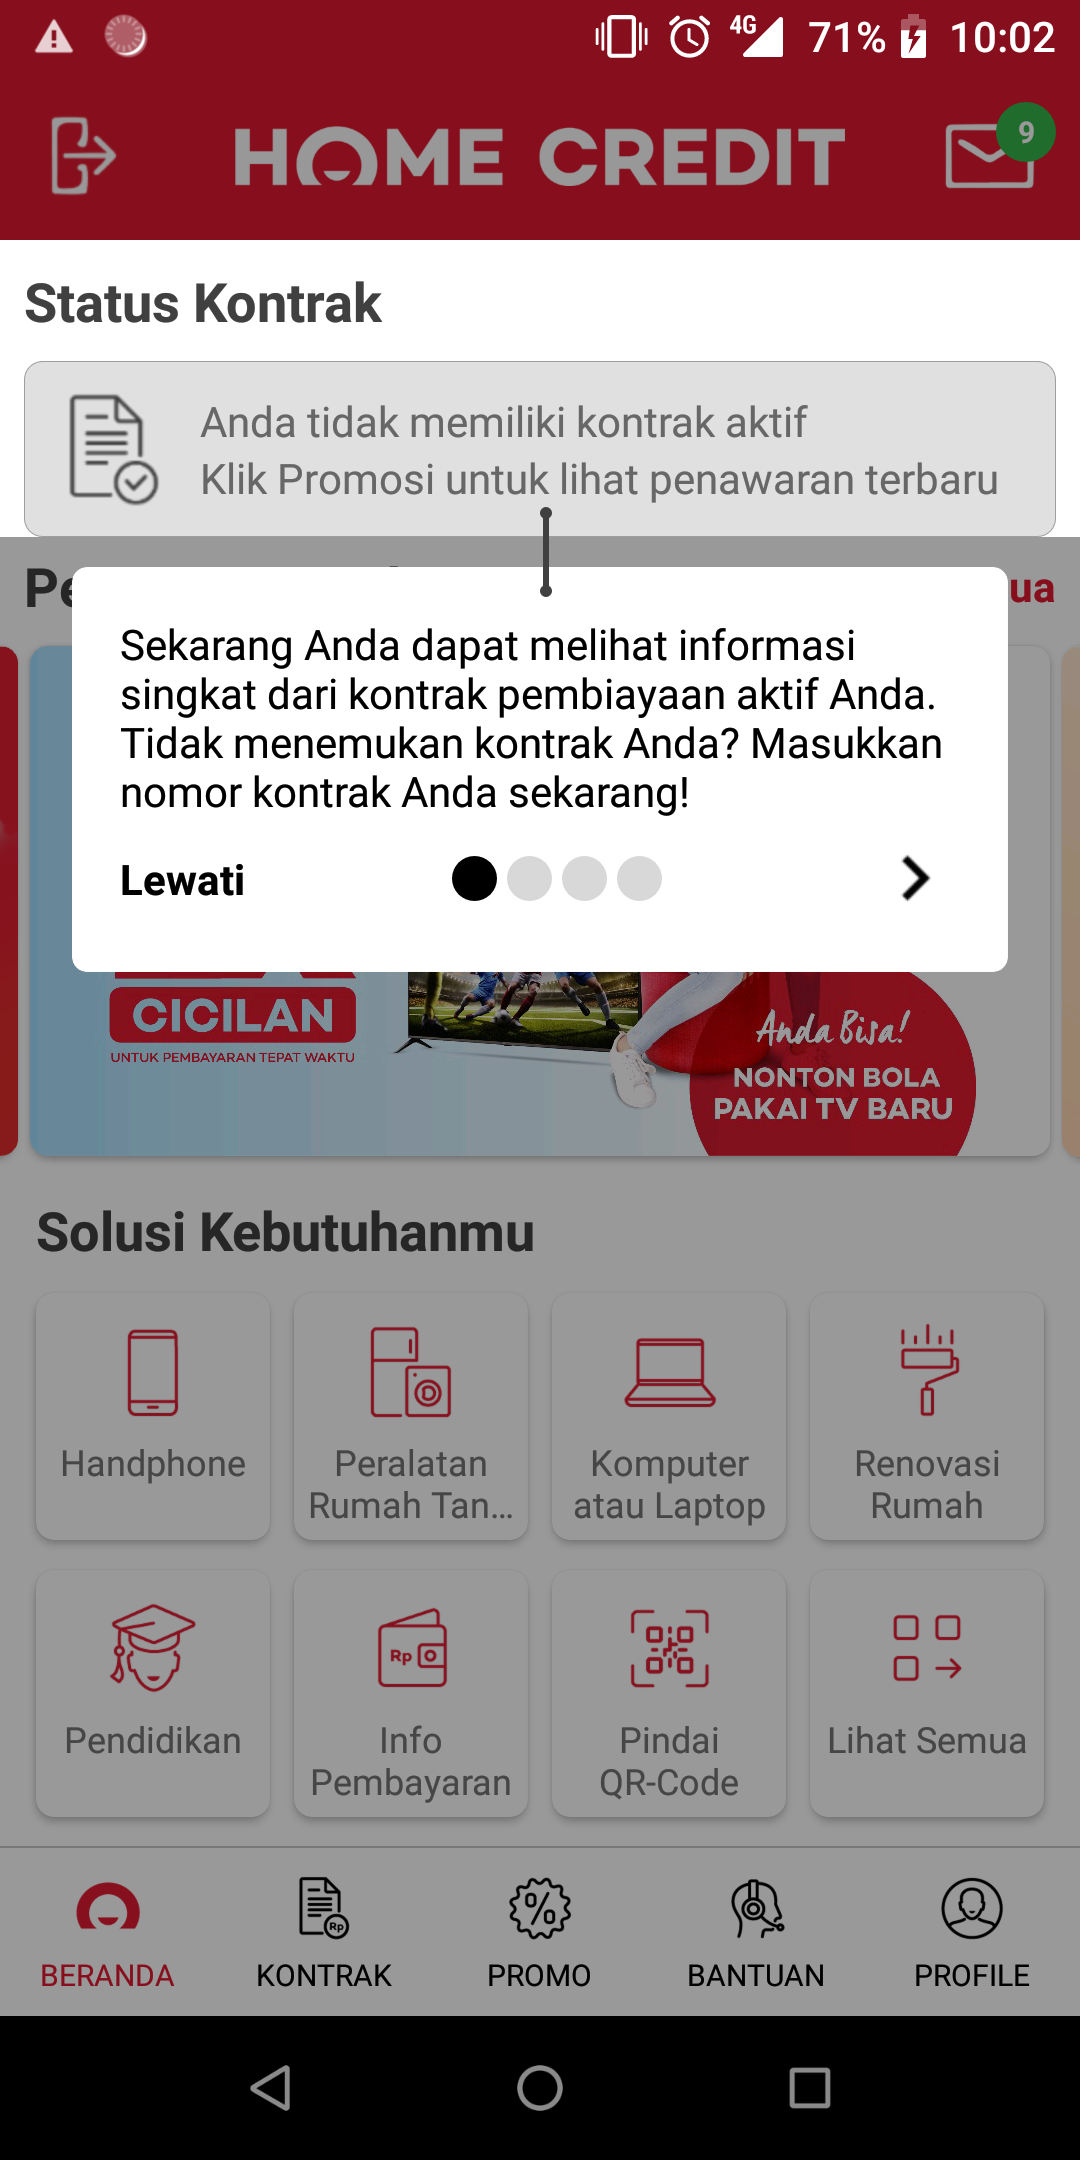 4G 71% 10:02
HOME CREDIT
9
Status Kontrak
Anda tidak memiliki kontrak aktif
Klik Promosi untuk lihat penawaran terbaru
Sekarang Anda dapat melihat informasi
singkat dari kontrak pembiayaan aktif Anda.
Tidak menemukan kontrak Anda? Masukkan
nomor kontrak Anda sekarang!
Lewati
CICILAN
UNTUK PEMBAYARAN TEPAT WAKTU
Anda Bisa!
NONTON BOLA
PAKAI TV BARU
Solusi Kebutuhanmu
Handphone
Peralatan
Rumah Tan...
Komputer
atau Laptop
Renovasi
Rumah
Rp
Pendidikan
Info
Pembayaran
Pindai
QR-Code
Lihat Semua
Rp
BERANDA
KONTRAK
PROMO
BANTUAN
PROFILE